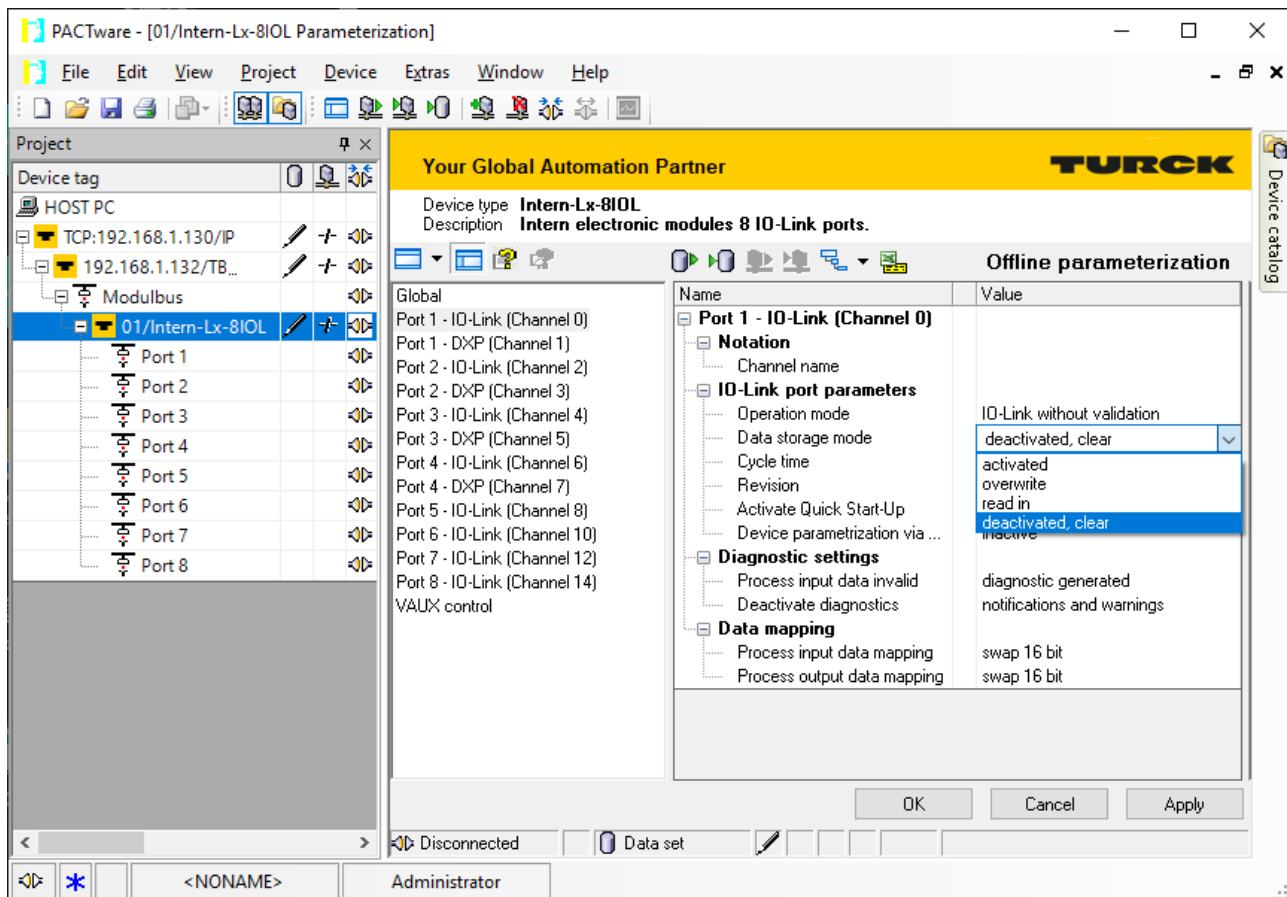 PACTware - [01/Intern-Lx-8IOL Parameterization]
File Edit View Project Device Extras Window Help
Project
Device tag
HOST PC
TCP:192.168.1.130/IP
192.168.1.132/TB...
Modulbus
01/Intern-Lx-8IOL
Port 1
Port 2
Port 3
Port 4
Port 5
Port 6
Port 7
Port 8
Your Global Automation Partner
TURCK
Device type Intern-Lx-8IOL
Description Intern electronic modules 8 IO-Link ports.
Offline parameterization
Global
Port 1 - IO-Link (Channel 0)
Port 1 - DXP (Channel 1)
Port 2 - IO-Link (Channel 2)
Port 2 - DXP (Channel 3)
Port 3 - IO-Link (Channel 4)
Port 3 - DXP (Channel 5)
Port 4 - IO-Link (Channel 6)
Port 4 - DXP (Channel 7)
Port 5 - IO-Link (Channel 8)
Port 6 - IO-Link (Channel 10)
Port 7 - IO-Link (Channel 12)
Port 8 - IO-Link (Channel 14)
VAUX control
Name Value
Port 1 - IO-Link (Channel 0)
Notation
Channel name
IO-Link port parameters
Operation mode IO-Link without validation
Data storage mode deactivated, clear
Cycle time
Revision
Activate Quick Start-Up
Device parametrization via ... inactive
activated
overwrite
read in
deactivated, clear
Diagnostic settings
Process input data invalid diagnostic generated
Deactivate diagnostics notifications and warnings
Data mapping
Process input data mapping swap 16 bit
Process output data mapping swap 16 bit
OK Cancel Apply
Disconnected Data set
<NONAME> Administrator
Device catalog